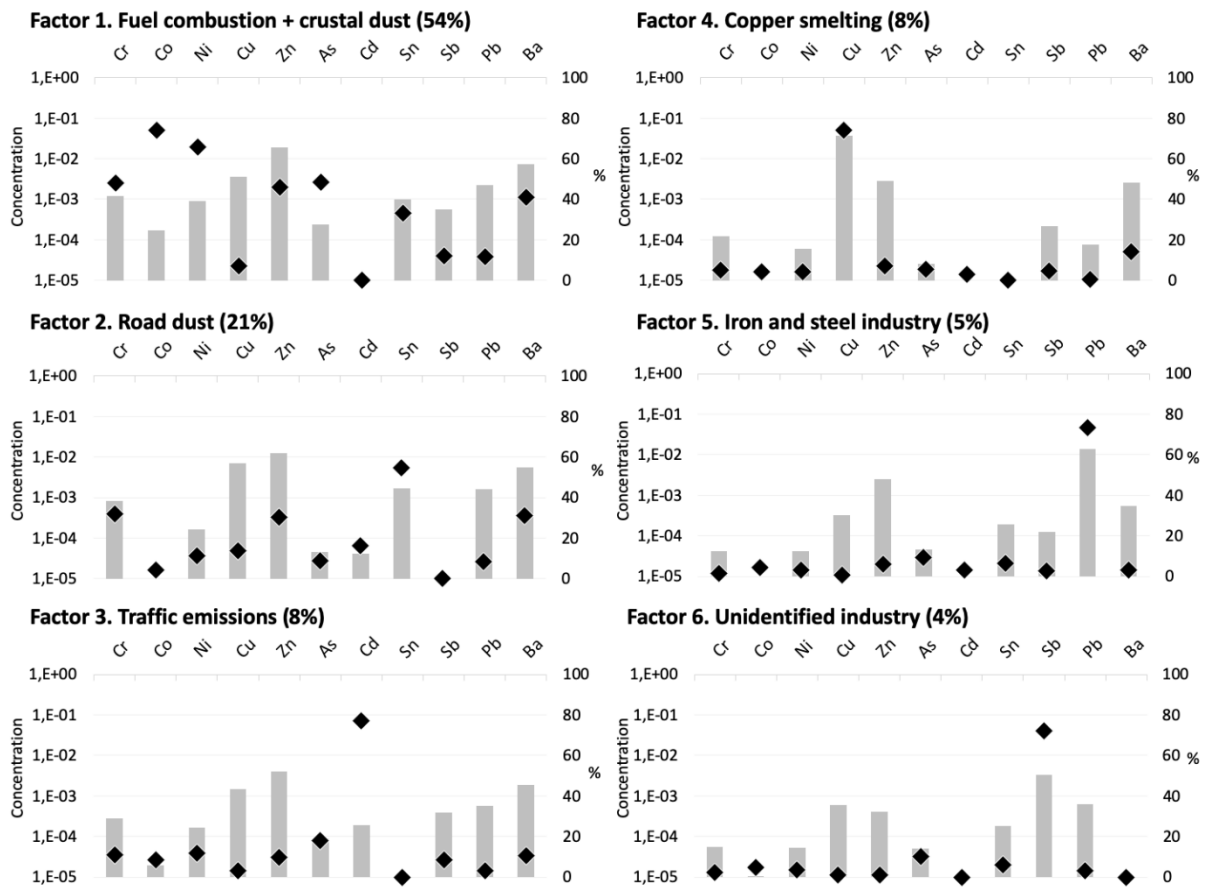 Factor 1. Fuel combustion + crustal dust (54%)
Cr Co Ni Cu Zn As Cd Sn Sb Pb Ba
1,E+00 100
1,E-01 80
1,E-02 60
1,E-03 40
1,E-04 20
1,E-05 0
Concentration
%
Factor 4. Copper smelting (8%)
Cr Co Ni Cu Zn As Cd Sn Sb Pb Ba
1,E+00 100
1,E-01 80
1,E-02 60
1,E-03 40
1,E-04 20
1,E-05 0
Concentration
%
Factor 2. Road dust (21%)
Cr Co Ni Cu Zn As Cd Sn Sb Pb Ba
1,E+00 100
1,E-01 80
1,E-02 60
1,E-03 40
1,E-04 20
1,E-05 0
Concentration
%
Factor 5. Iron and steel industry (5%)
Cr Co Ni Cu Zn As Cd Sn Sb Pb Ba
1,E+00 100
1,E-01 80
1,E-02 60
1,E-03 40
1,E-04 20
1,E-05 0
Concentration
%
Factor 3. Traffic emissions (8%)
Cr Co Ni Cu Zn As Cd Sn Sb Pb Ba
1,E+00 100
1,E-01 80
1,E-02 60
1,E-03 40
1,E-04 20
1,E-05 0
Concentration
%
Factor 6. Unidentified industry (4%)
Cr Co Ni Cu Zn As Cd Sn Sb Pb Ba
1,E+00 100
1,E-01 80
1,E-02 60
1,E-03 40
1,E-04 20
1,E-05 0
Concentration
%